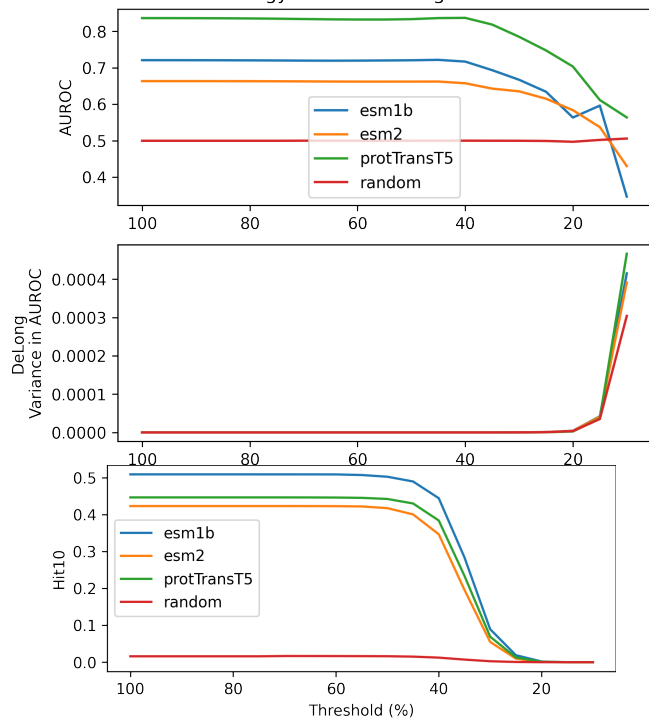 0.8
0.7
0.6
0.5
0.4
AUROC
esm1b
esm2
protTransT5
random
100 80 60 40 20
0.0004
0.0003
0.0002
0.0001
0.0000
DeLong
Variance in AUROC
100 80 60 40 20
0.5
0.4
0.3
0.2
0.1
0.0
Hit10
esm1b
esm2
protTransT5
random
100 80 60 40 20
Threshold (%)